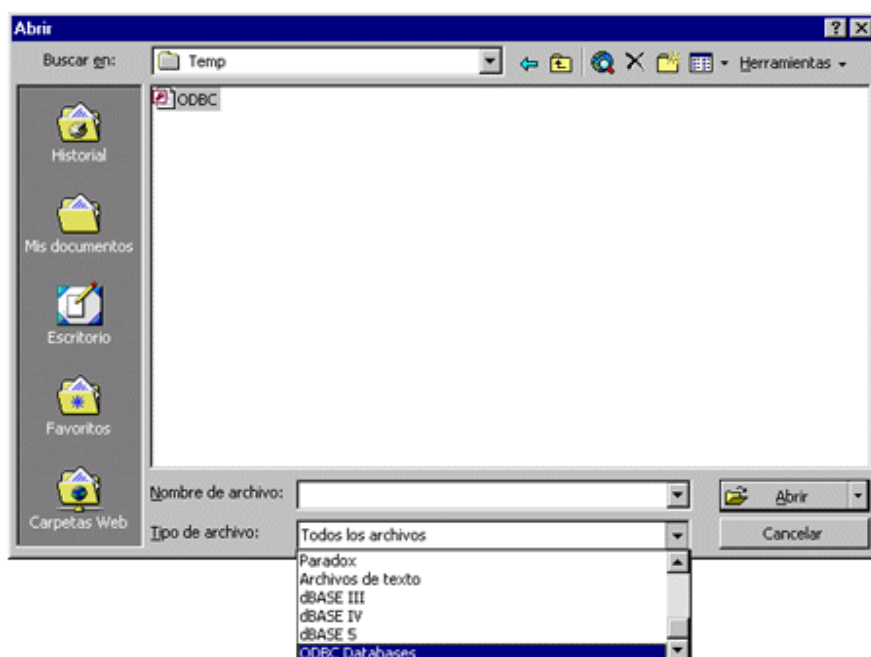 Abrir
Buscar en: Temp Herramientas
ODBC
Historial
Mis documentos
Escritorio
Favoritos
Carpetas Web
Nombre de archivo: Abrir
Tipo de archivo: Todos los archivos Cancelar
Paradox
Archivos de texto
dBASE III
dBASE IV
dBASE 5
ODBC Databases